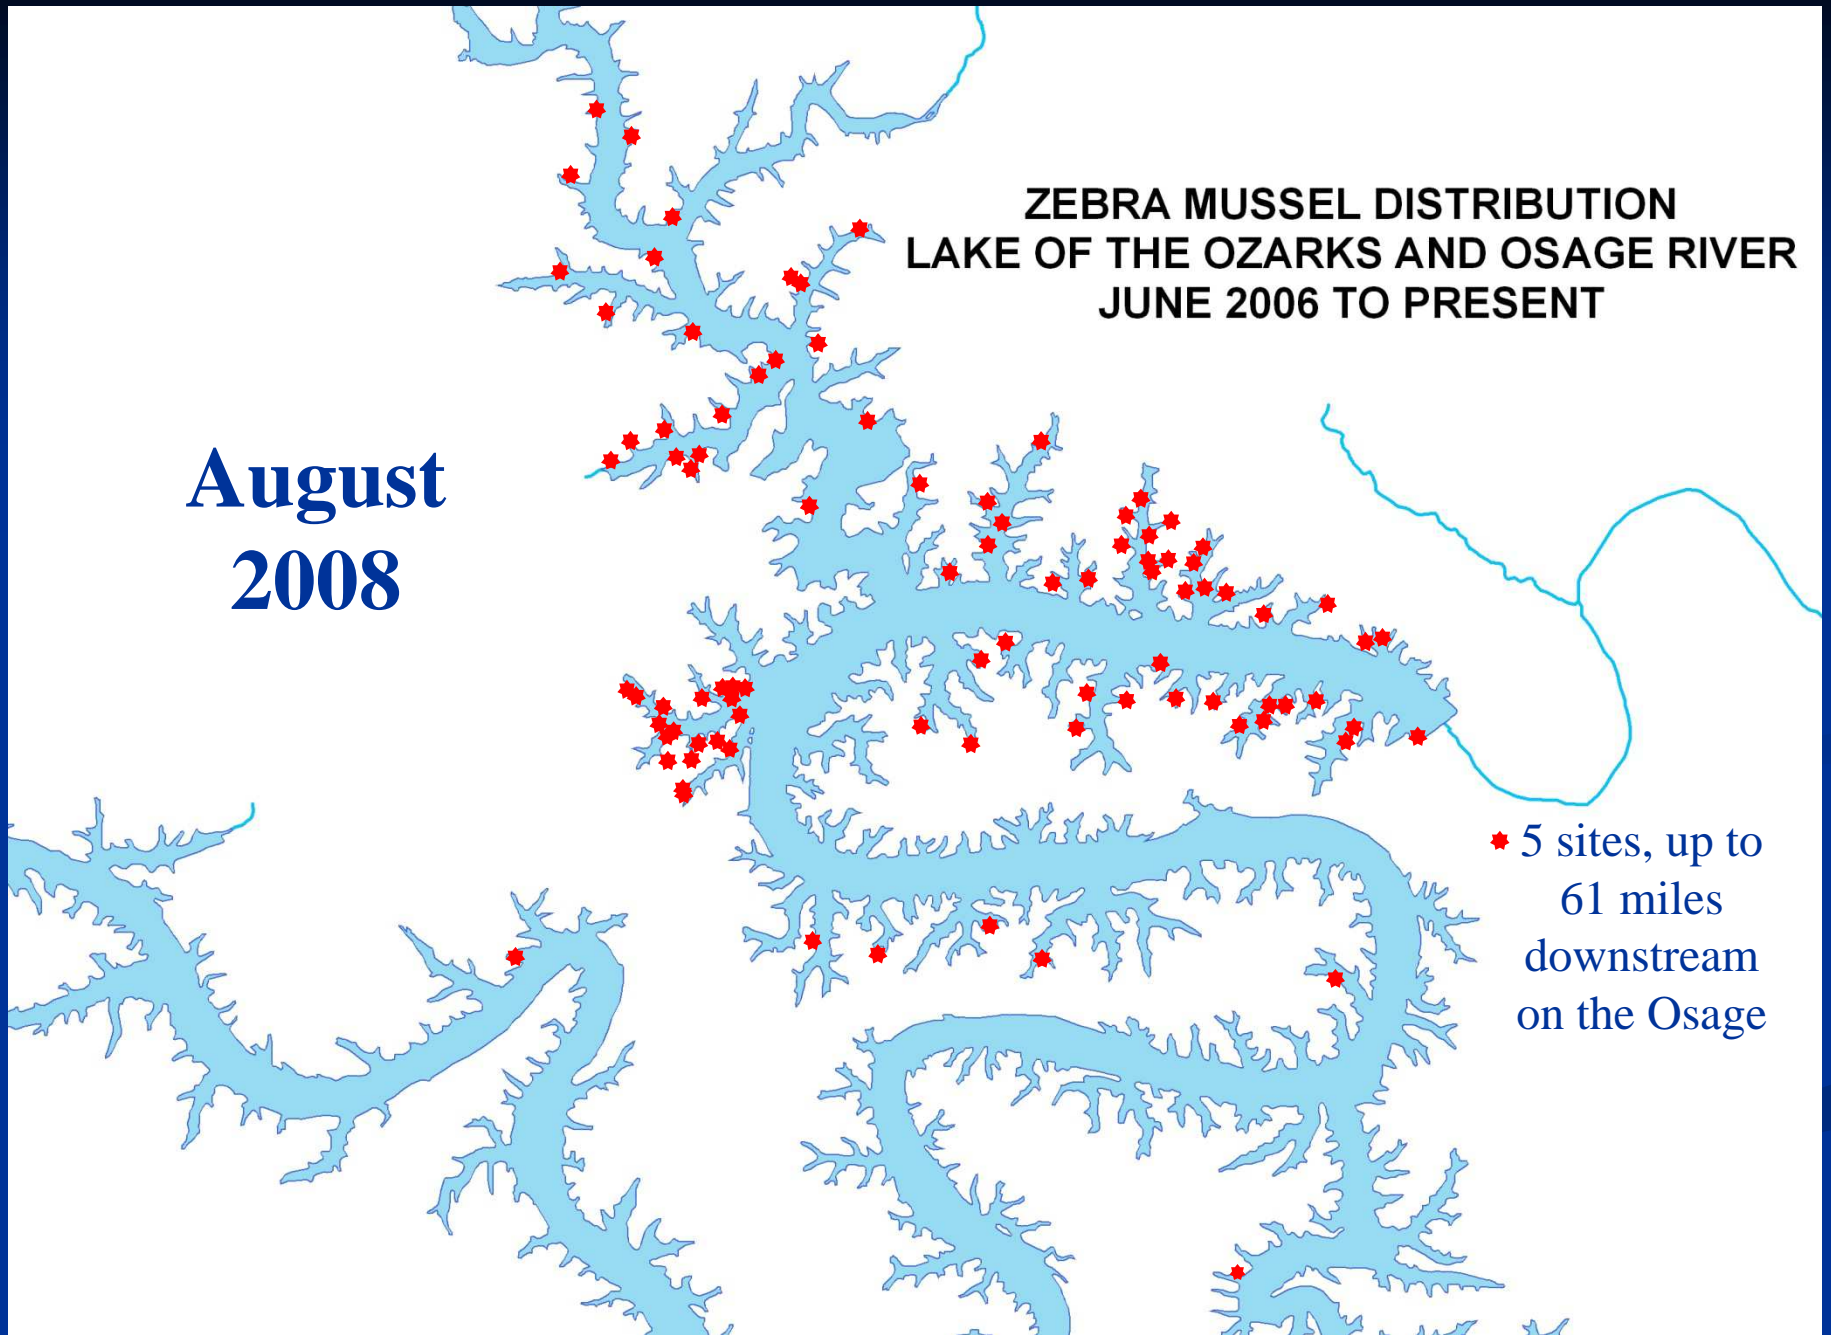 ZEBRA MUSSEL DISTRIBUTION
LAKE OF THE OZARKS AND OSAGE RIVER
JUNE 2006 TO PRESENT
August
2008
5 sites, up to
61 miles
downstream
on the Osage